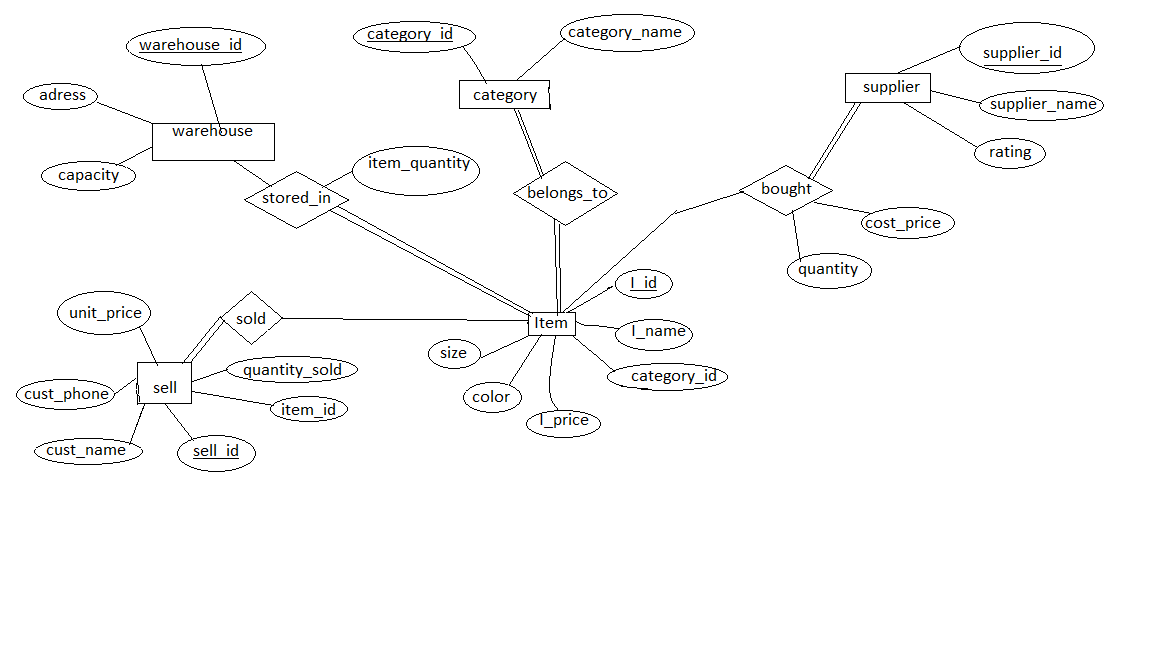 warehouse_id
category_id
category_name
supplier_id
adress
warehouse
category
supplier
supplier_name
capacity
stored_in
item_quantity
belongs_to
bought
rating
cost_price
quantity
unit_price
sold
Item
I_id
I_name
size
category_id
color
I_price
sell
quantity_sold
cust_phone
item_id
cust_name
sell_id